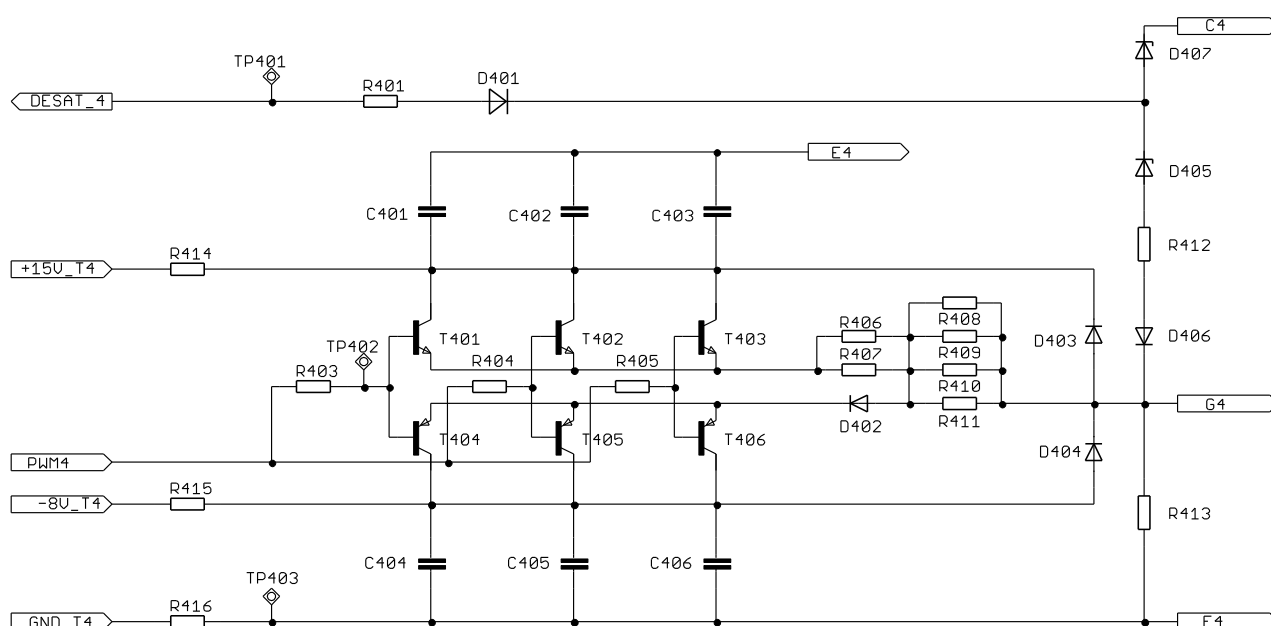 C4
D407
TP401
R401
D401
DESAT_4
E4
D405
C401
C402
C403
R412
R414
+15V_T4
R408
R406
T401
T402
T403
D403
D406
TP402
R404
R405
R407
R409
R403
R410
G4
D402
R411
T404
T405
T406
D404
PWM4
R415
-8V_T4
R413
C404
C405
C406
TP403
R416
GND_T4
E4